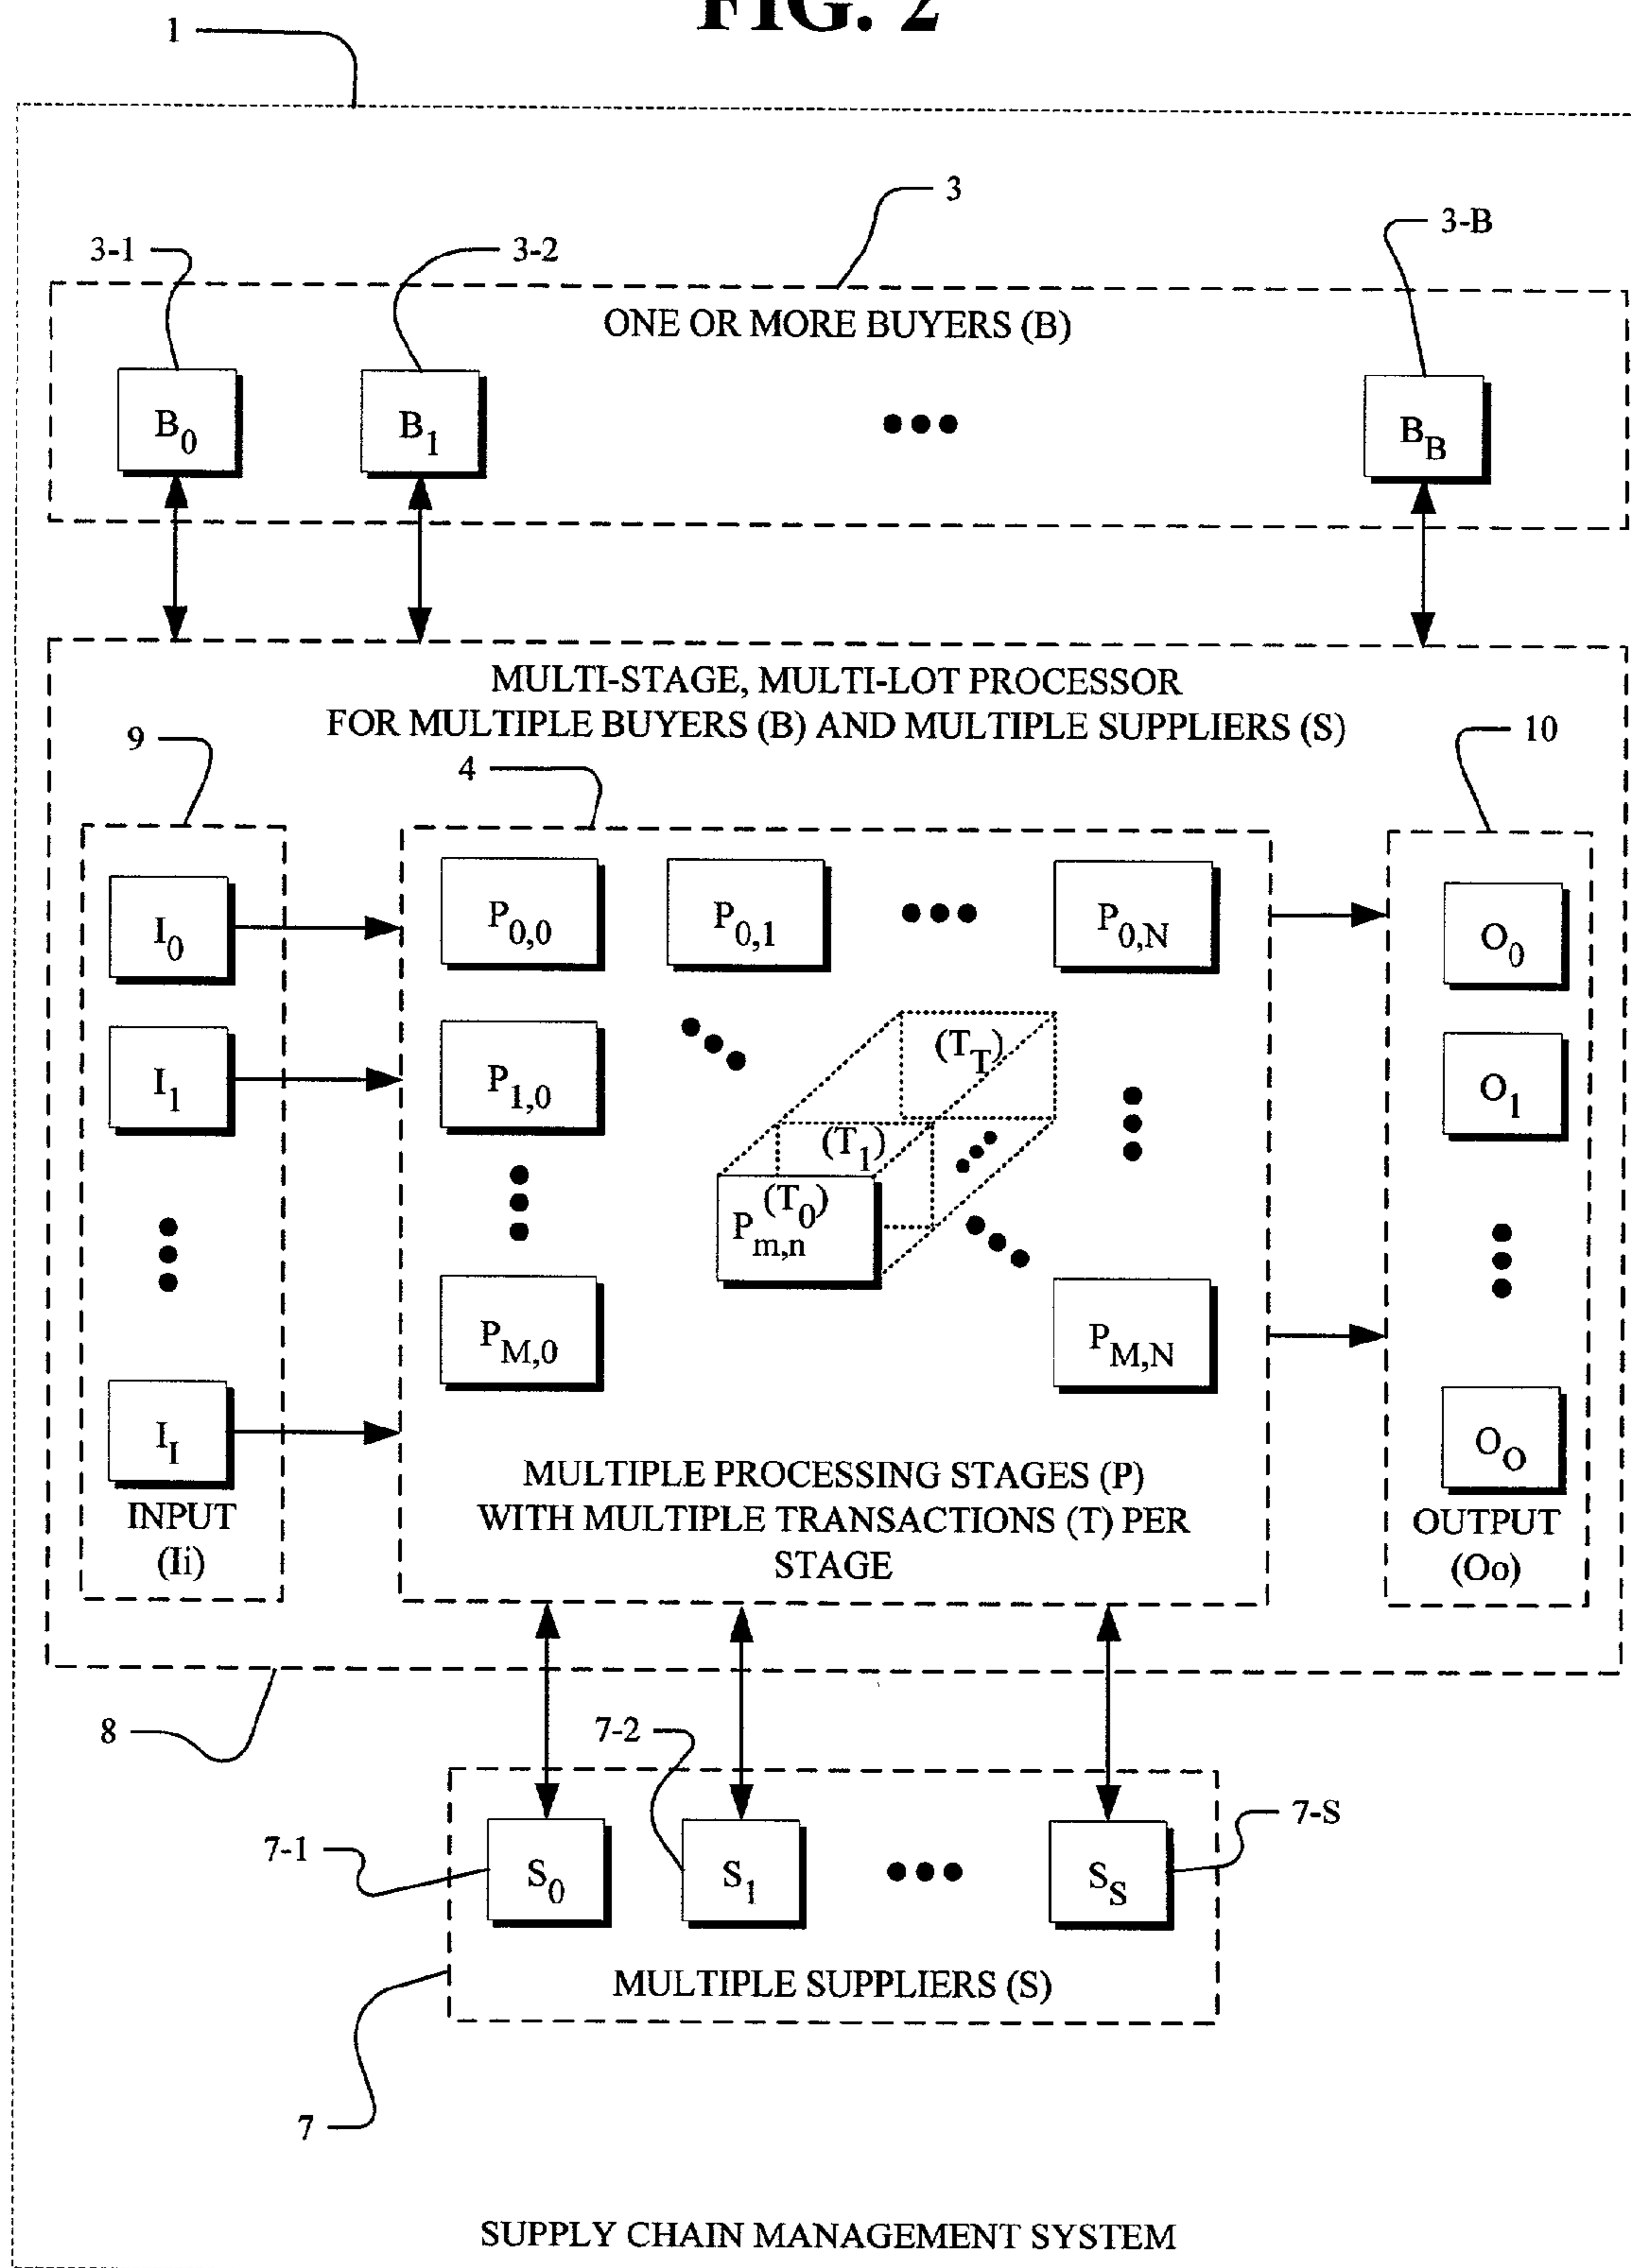 FIG. 2
1
3
3-1
3-2
3-B
ONE OR MORE BUYERS (B)
B0
B1
BB
MULTI-STAGE, MULTI-LOT PROCESSOR
FOR MULTIPLE BUYERS (B) AND MULTIPLE SUPPLIERS (S)
9
4
10
I0
P0,0
P0,1
P0,N
O0
I1
P1,0
(TT)
(T1)
(T0)
Pm,n
O1
PM,0
PM,N
II
OO
INPUT
(Ii)
MULTIPLE PROCESSING STAGES (P)
WITH MULTIPLE TRANSACTIONS (T) PER
STAGE
OUTPUT
(Oo)
8
7-2
7-1
7-S
S0
S1
SS
MULTIPLE SUPPLIERS (S)
7
SUPPLY CHAIN MANAGEMENT SYSTEM